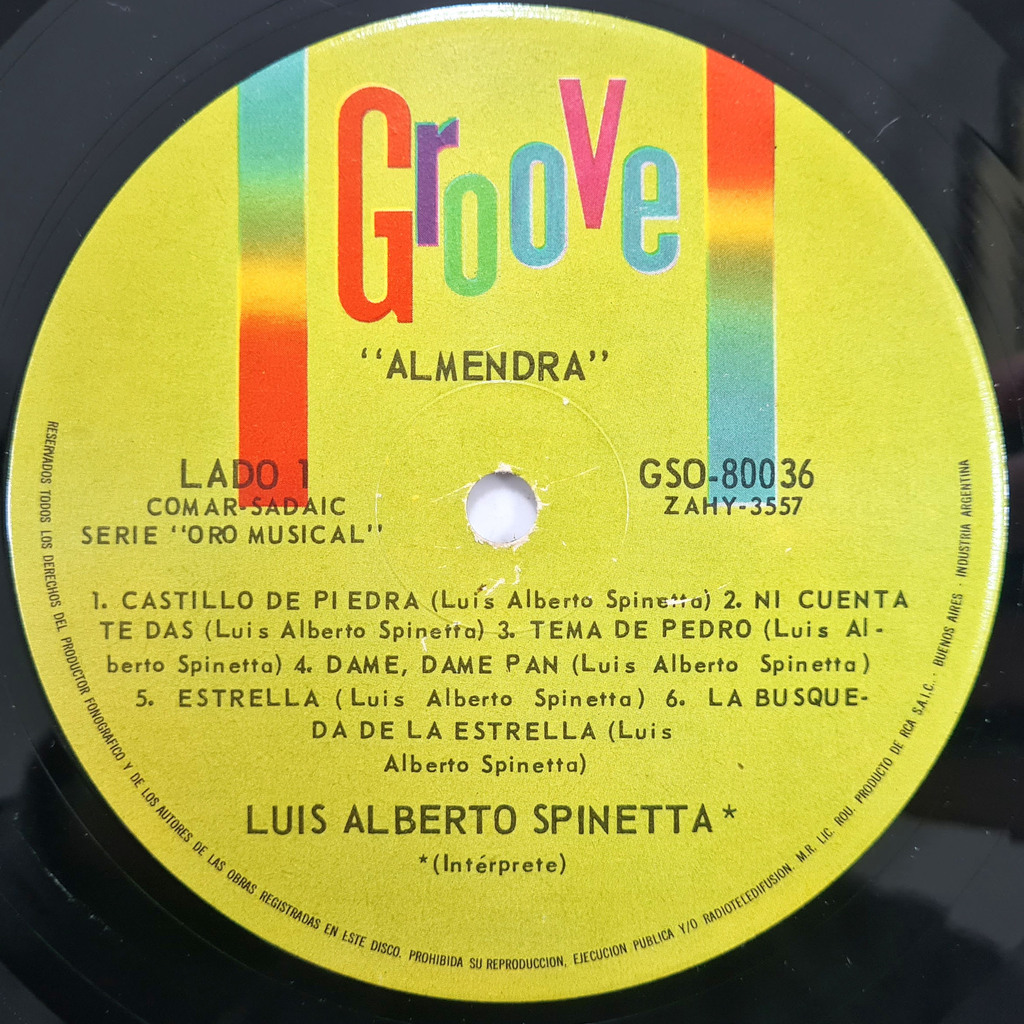 Groove
"ALMENDRA"
LADO 1
COMAR-SADAIC
SERIE "ORO MUSICAL"
GSO-80036
ZAHY-3557
1. CASTILLO DE PIEDRA (Luis Alberto Spinetta) 2. NI CUENTA
TE DAS (Luis Alberto Spinetta) 3. TEMA DE PEDRO (Luis Al-
berto Spinetta) 4. DAME, DAME PAN (Luis Alberto Spinetta)
5. ESTRELLA (Luis Alberto Spinetta) 6. LA BUSQUE-
DA DE LA ESTRELLA (Luis
Alberto Spinetta)
LUIS ALBERTO SPINETTA*
*(Intérprete)
RESERVADOS TODOS LOS DERECHOS DEL PRODUCTOR FONOGRAFICO Y DE LOS AUTORES DE LAS OBRAS REGISTRADAS EN ESTE DISCO. PROHIBIDA SU REPRODUCCION, EJECUCION PUBLICA Y/O RADIOTELEDIFUSION. M.R. LIC. ROU. PRODUCTO DE RCA S.A.I.C. - BUENOS AIRES - INDUSTRIA ARGENTINA